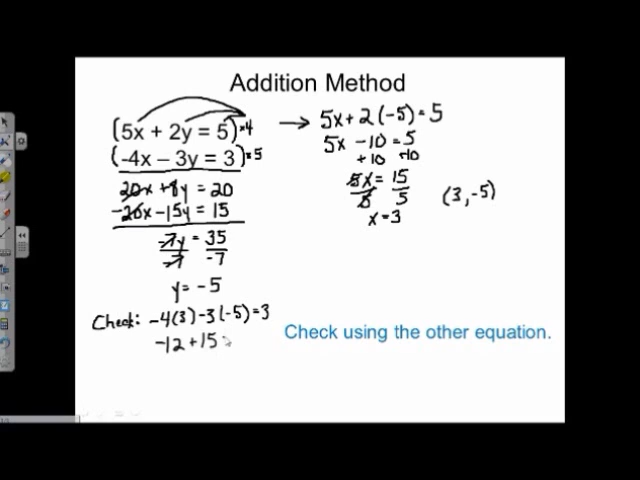 Addition Method
(5x + 2y = 5)×4
(-4x – 3y = 3)×5
20x + 8y = 20
-20x - 15y = 15
-7y = 35
-7 -7
y = -5
Check: -4(3) - 3(-5) = 3
-12 + 15 =
5x + 2(-5) = 5
5x - 10 = 5
+10 +10
5x = 15
5 5
x = 3
(3, -5)
Check using the other equation.